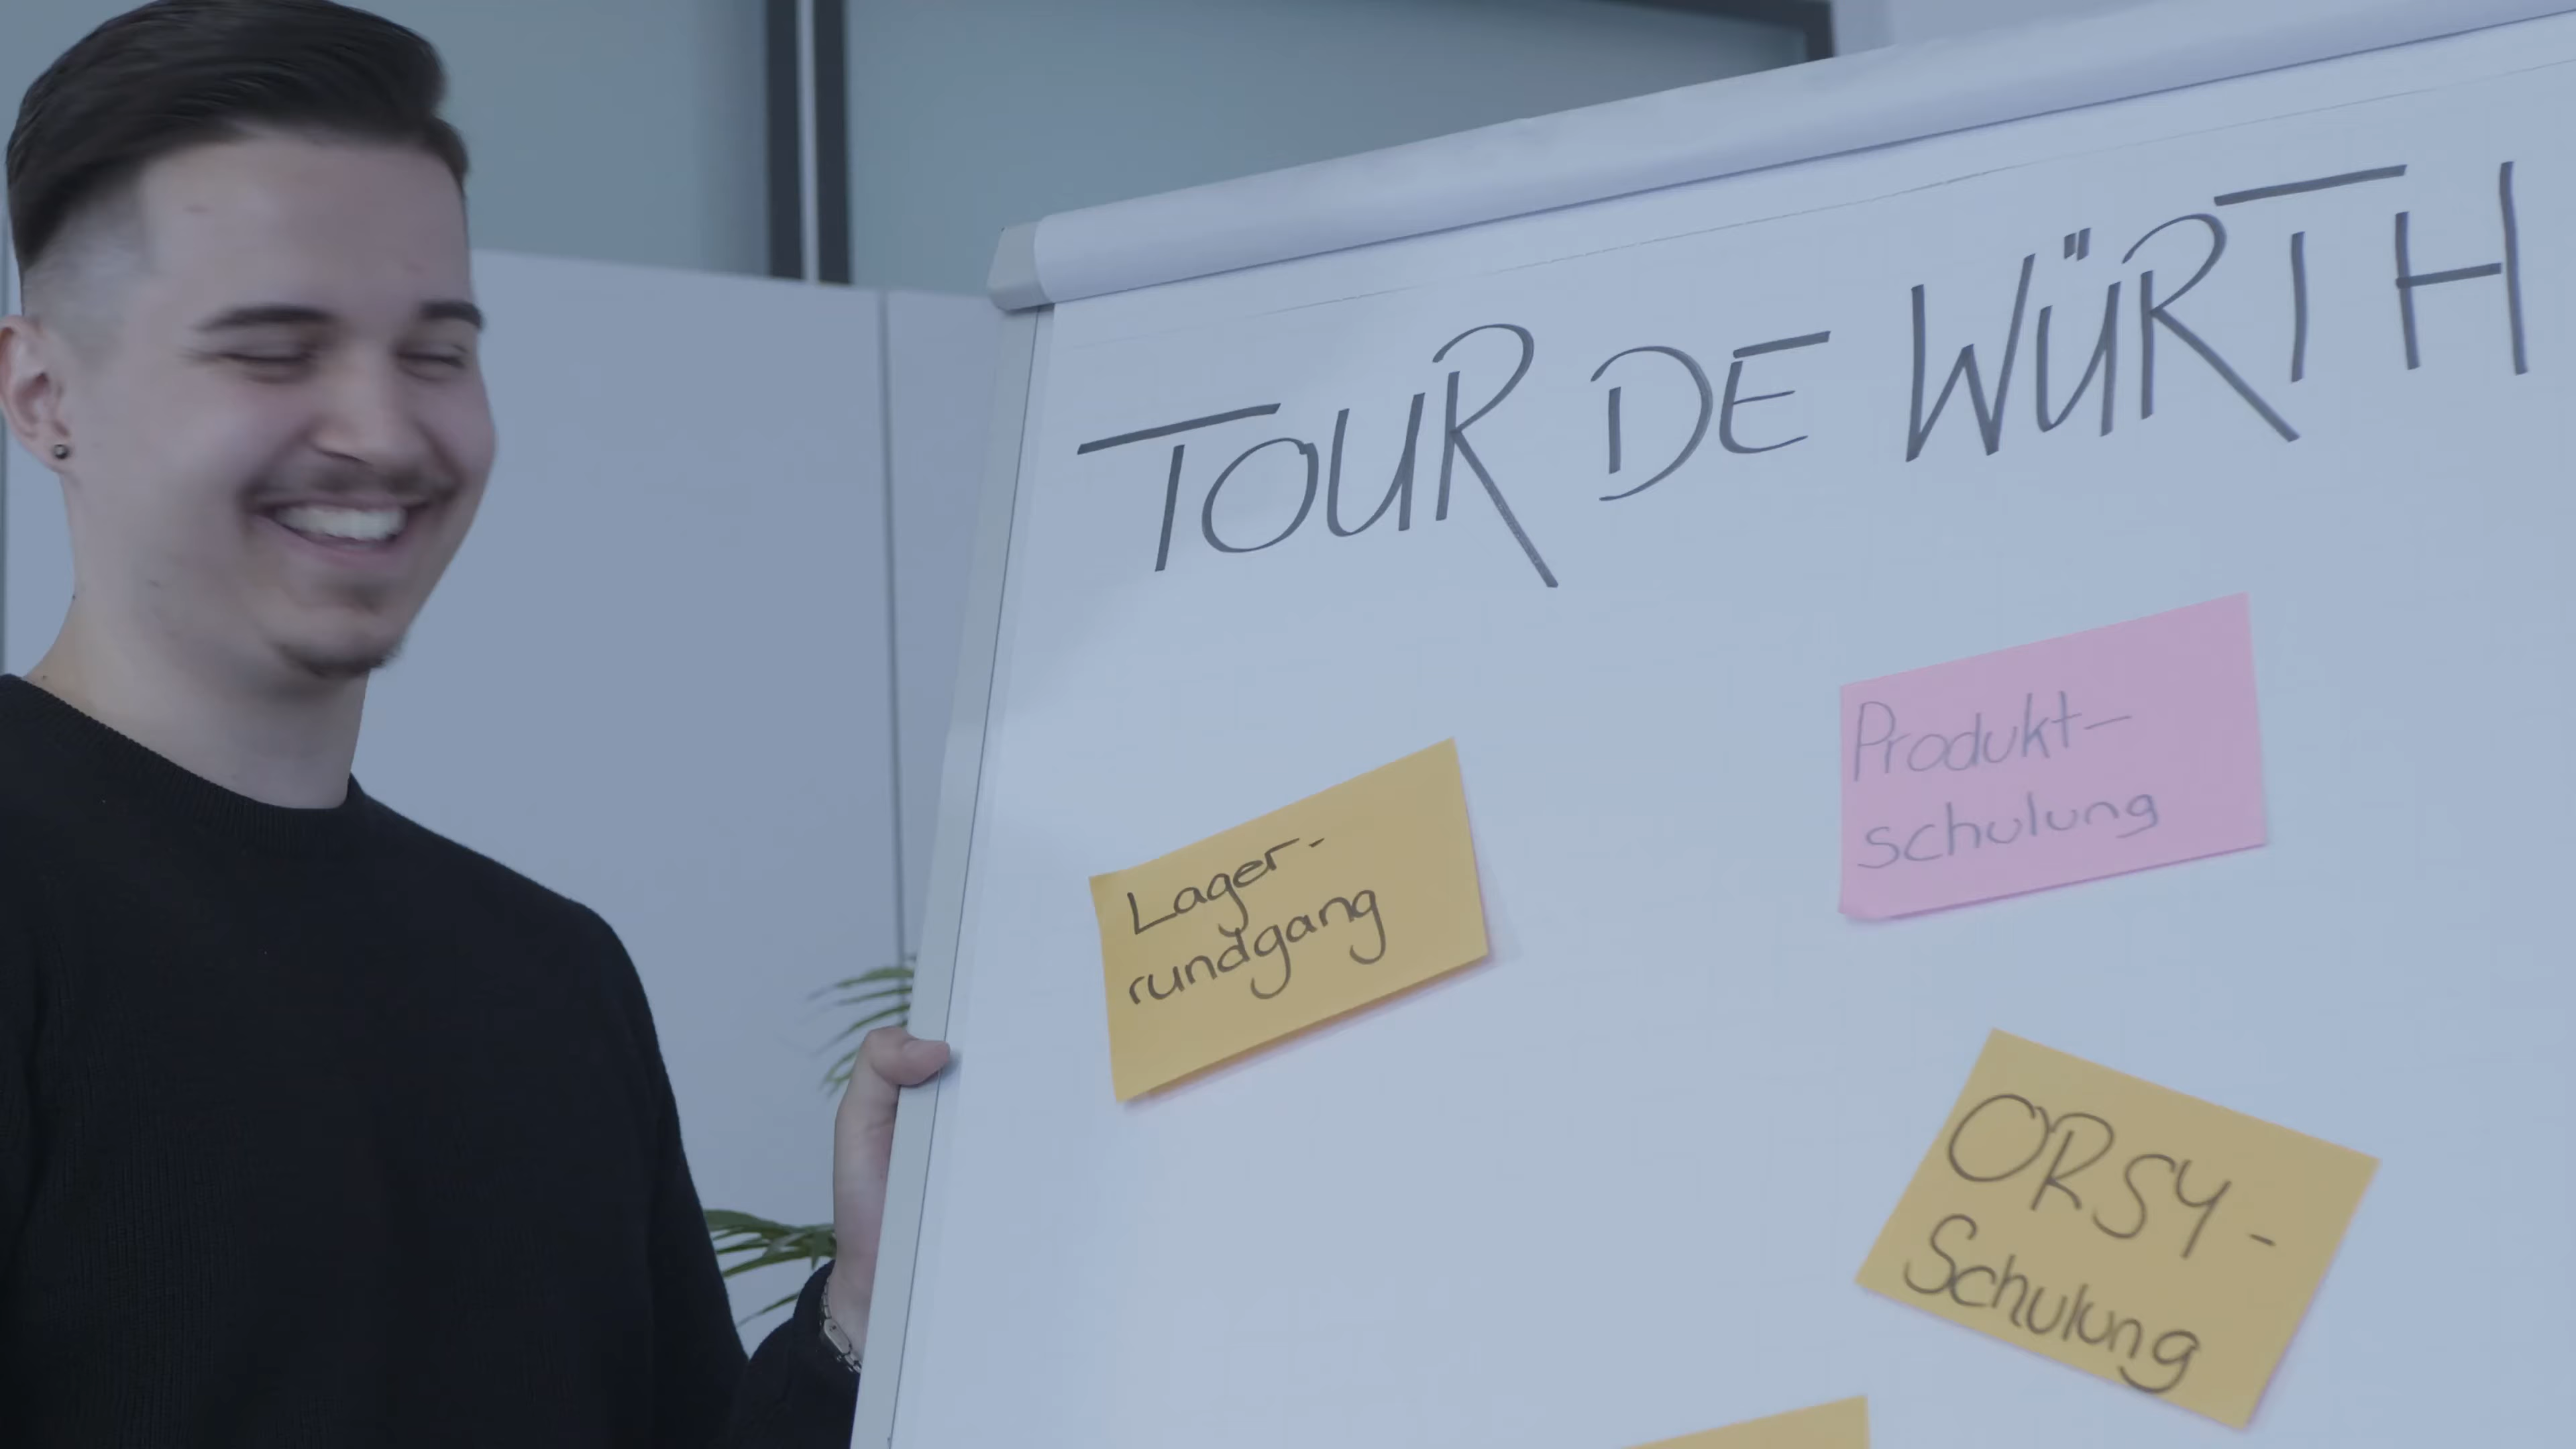 TOUR DE WÜRTH
Produkt-
schulung
Lager-
rundgang
ORSY-
Schulung